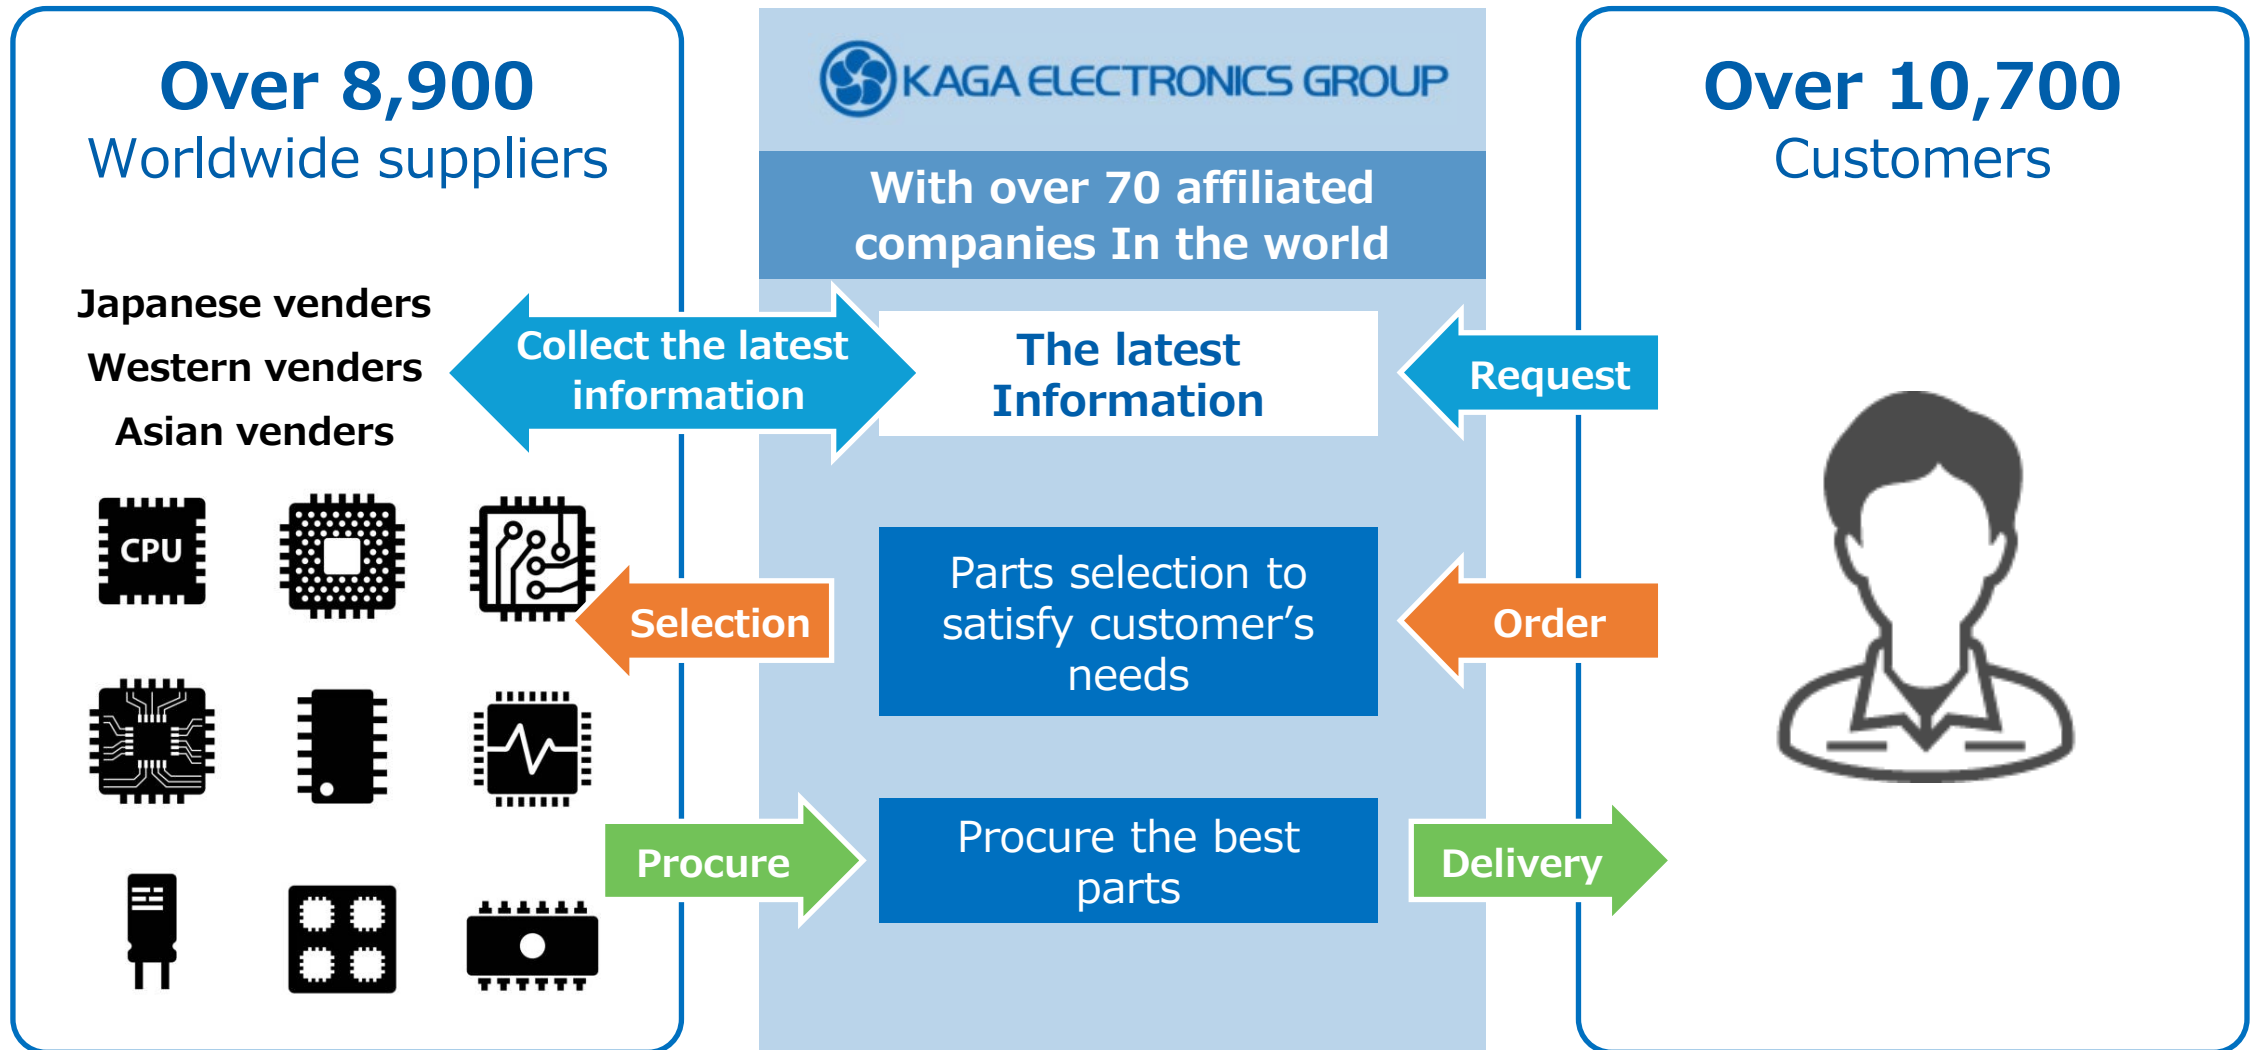 Over 8,900
Worldwide suppliers
Japanese venders
Western venders
Asian venders
CPU
KAGA ELECTRONICS GROUP
With over 70 affiliated
companies In the world
Collect the latest
information
The latest
Information
Request
Selection
Parts selection to
satisfy customer’s
needs
Order
Procure
Procure the best
parts
Delivery
Over 10,700
Customers